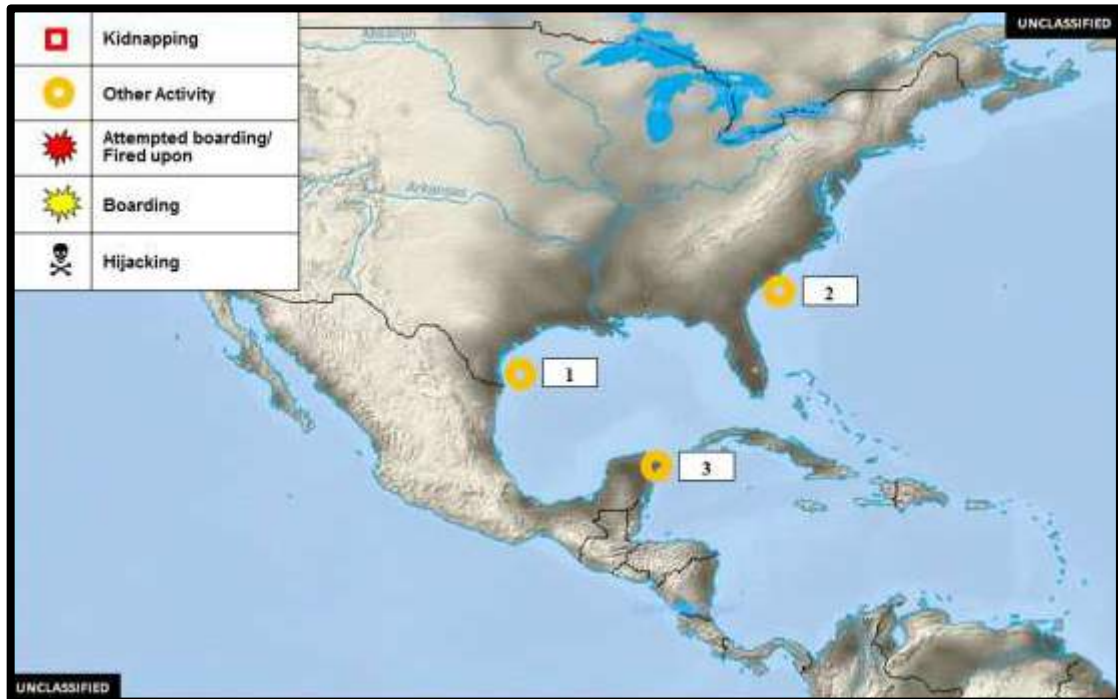 UNCLASSIFIED
Kidnapping
Other Activity
Attempted boarding/
Fired upon
Boarding
Hijacking
Arkansas
2
1
3
UNCLASSIFIED